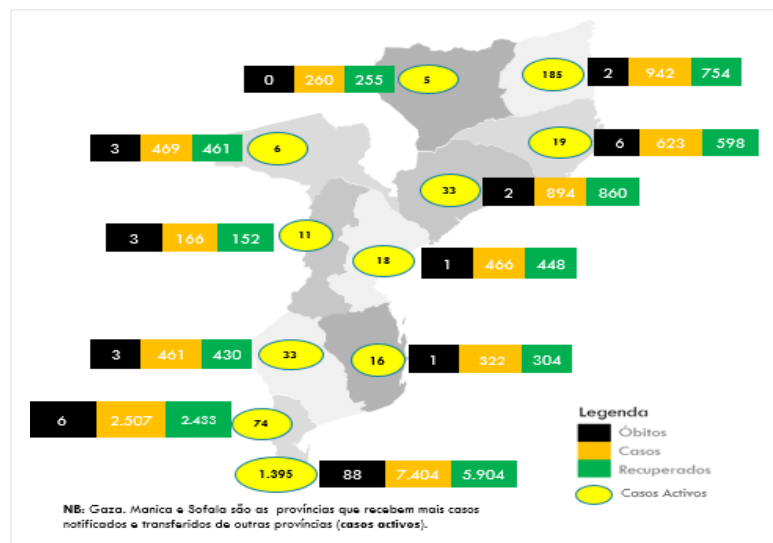 0 260 255 5
185 2 942 754
3 469 461 6
19 6 623 598
33 2 894 860
3 166 152 11
18 1 466 448
3 461 430 33
16 1 322 304
6 2.507 2.433 74
1.395 88 7.404 5.904
Legenda
Óbitos
Casos
Recuperados
Casos Activos
NB: Gaza. Manica e Sofala são as províncias que recebem mais casos
notificados e transferidos de outras províncias (casos activos).